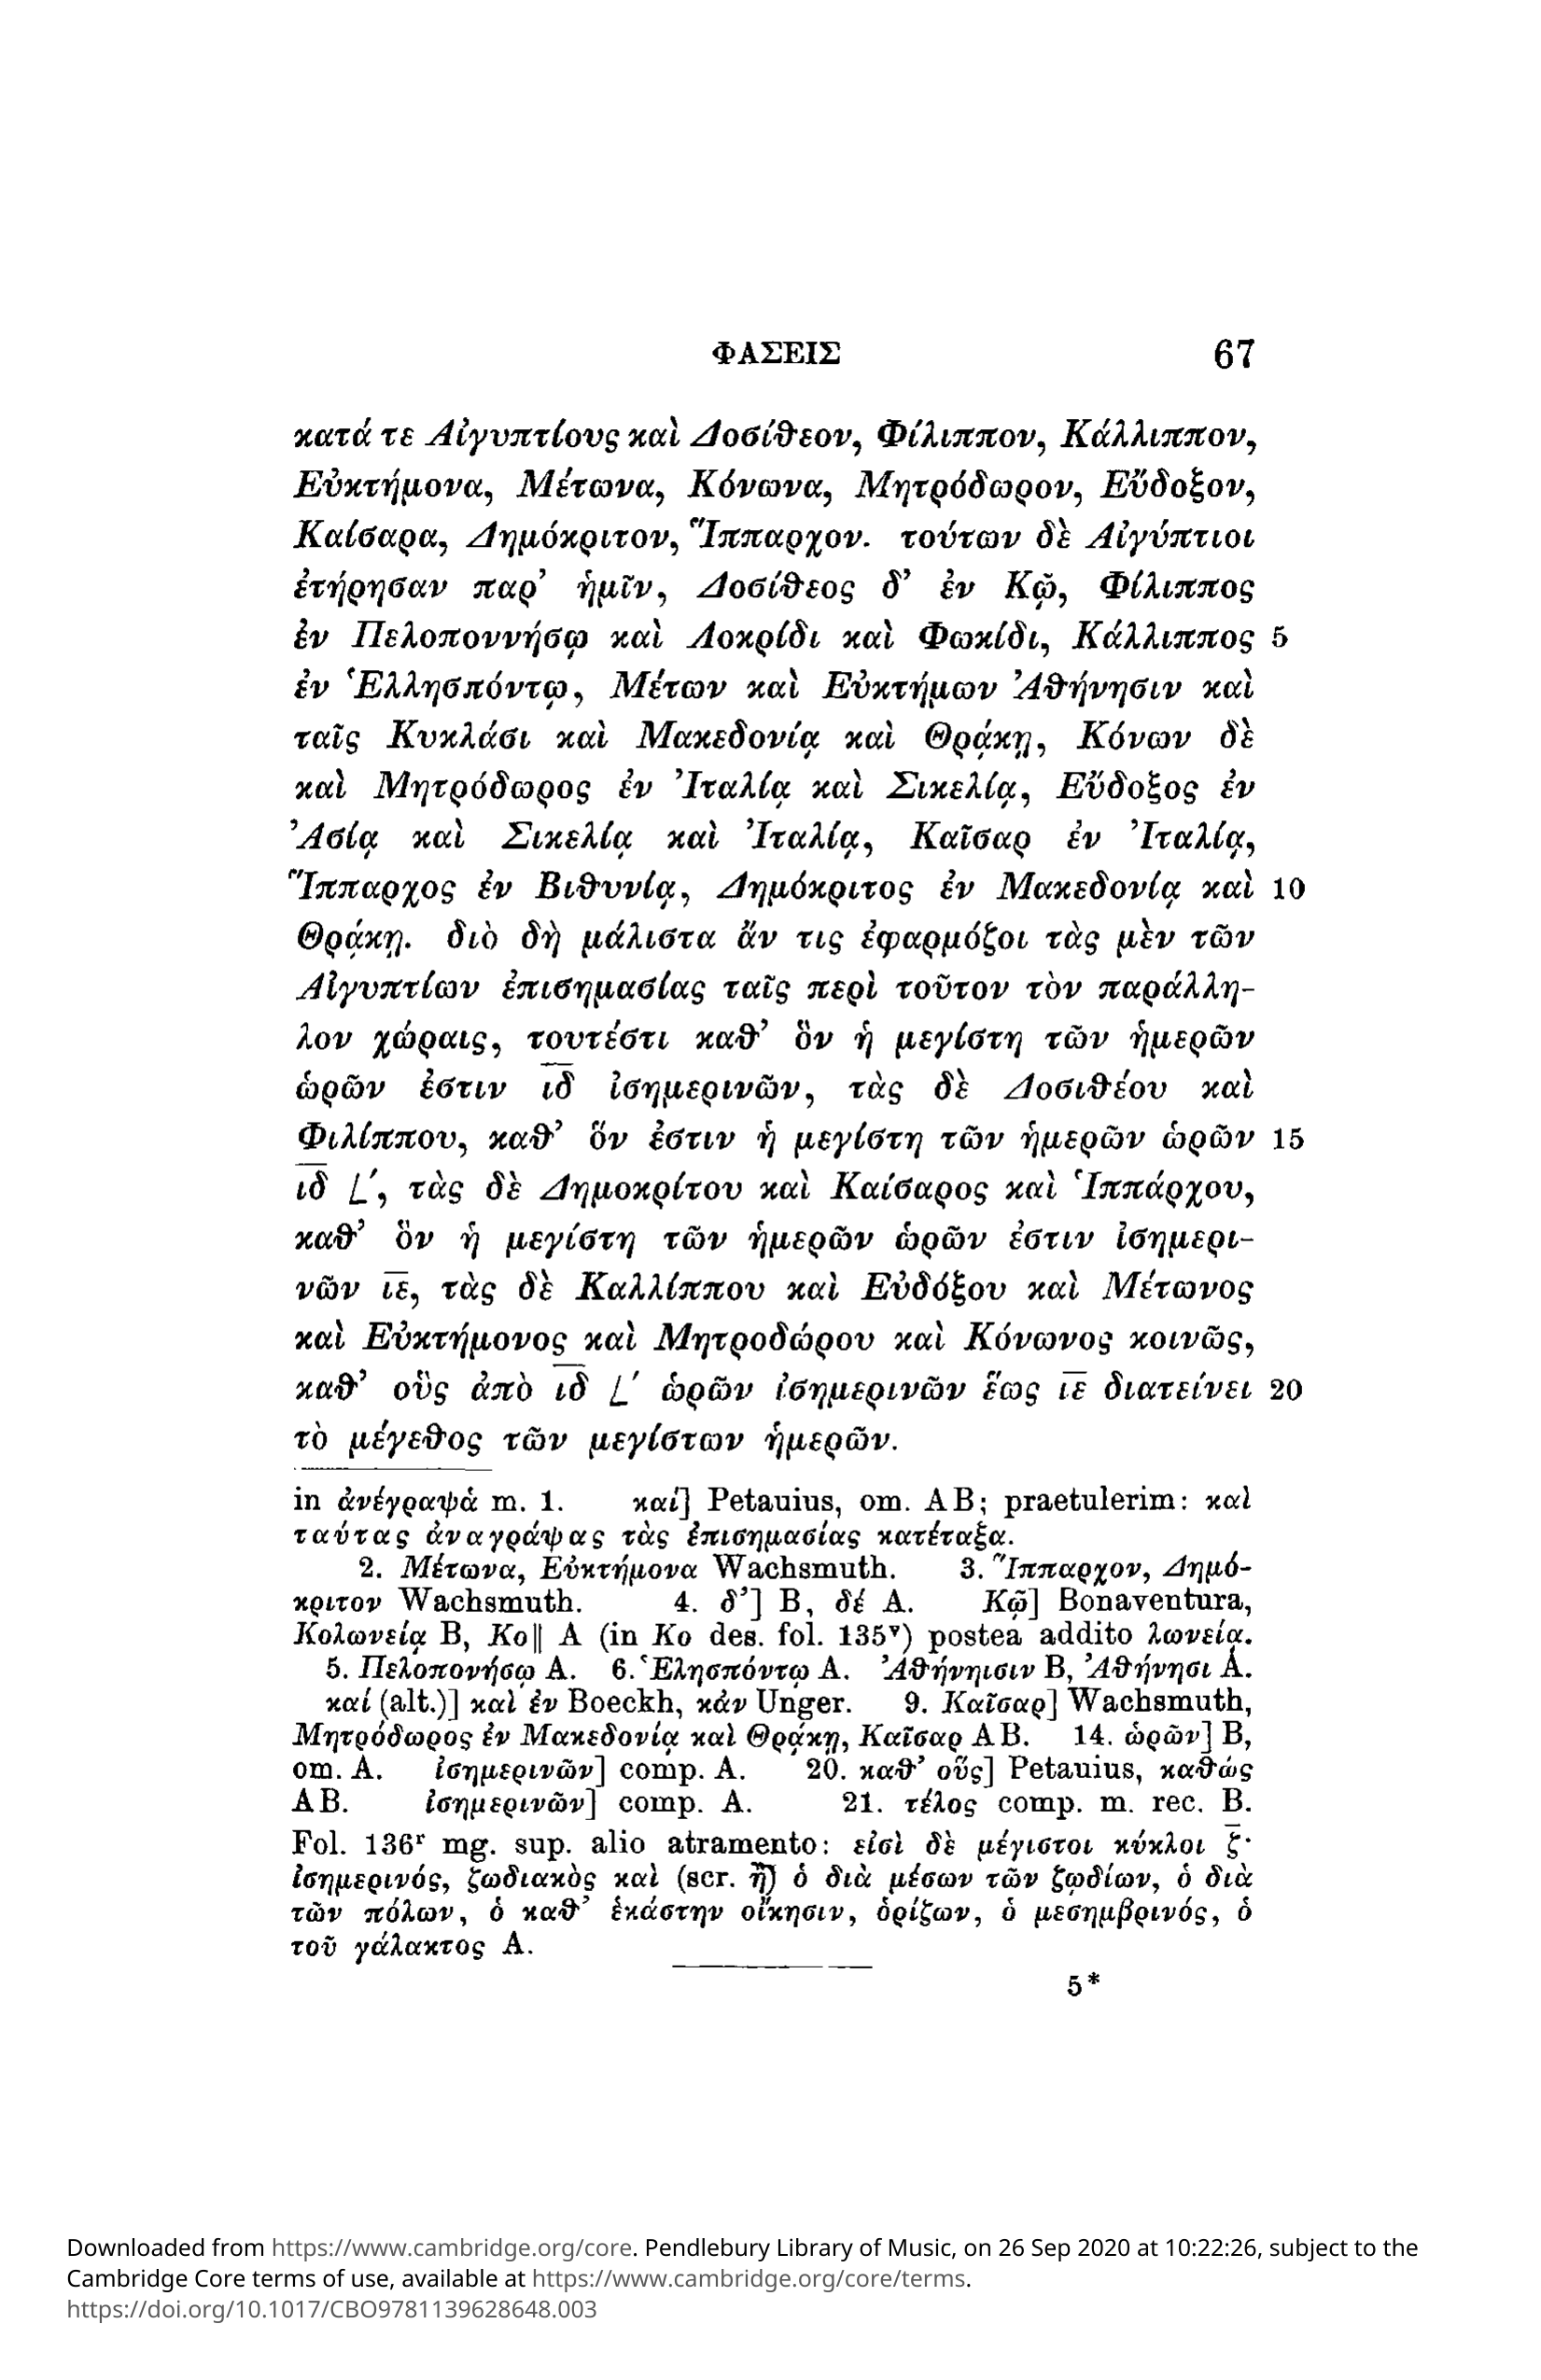 ΦΑΣΕΙΣ 67
κατά τε Αἰγυπτίους καὶ Δοσίθεον, Φίλιππον, Κάλλιππον,
Εὐκτήμονα, Μέτωνα, Κόνωνα, Μητρόδωρον, Εὔδοξον,
Καίσαρα, Δημόκριτον, Ἵππαρχον. τούτων δὲ Αἰγύπτιοι
ἐτήρησαν παρ’ ἡμῖν, Δοσίθεος δ’ ἐν Κῷ, Φίλιππος
ἐν Πελοποννήσῳ καὶ Λοκρίδι καὶ Φωκίδι, Κάλλιππος 5
ἐν Ἑλλησπόντῳ, Μέτων καὶ Εὐκτήμων Ἀθήνησιν καὶ
ταῖς Κυκλάσι καὶ Μακεδονίᾳ καὶ Θρᾴκῃ, Κόνων δὲ
καὶ Μητρόδωρος ἐν Ἰταλίᾳ καὶ Σικελίᾳ, Εὔδοξος ἐν
Ἀσίᾳ καὶ Σικελίᾳ καὶ Ἰταλίᾳ, Καῖσαρ ἐν Ἰταλίᾳ,
Ἵππαρχος ἐν Βιθυνίᾳ, Δημόκριτος ἐν Μακεδονίᾳ καὶ 10
Θρᾴκῃ. διὸ δὴ μάλιστα ἄν τις ἐφαρμόζοι τὰς μὲν τῶν
Αἰγυπτίων ἐπισημασίας ταῖς περὶ τοῦτον τὸν παράλλη-
λον χώραις, τουτέστι καθ’ ὃν ἡ μεγίστη τῶν ἡμερῶν
ὡρῶν ἐστιν ι̅δ̅ ἰσημερινῶν, τὰς δὲ Δοσιθέου καὶ
Φιλίππου, καθ’ ὅν ἐστιν ἡ μεγίστη τῶν ἡμερῶν ὡρῶν 15
ι̅δ̅ 𐅵′, τὰς δὲ Δημοκρίτου καὶ Καίσαρος καὶ Ἱππάρχου,
καθ’ ὃν ἡ μεγίστη τῶν ἡμερῶν ὡρῶν ἐστιν ἰσημερι-
νῶν ι̅ε̅, τὰς δὲ Καλλίππου καὶ Εὐδόξου καὶ Μέτωνος
καὶ Εὐκτήμονος καὶ Μητροδώρου καὶ Κόνωνος κοινῶς,
καθ’ οὓς ἀπὸ ι̅δ̅ 𐅵′ ὡρῶν ἰσημερινῶν ἕως ι̅ε̅ διατείνει 20
τὸ μέγεθος τῶν μεγίστων ἡμερῶν.
in ἀνέγραψά m. 1. καί] Petauius, om. AB; praetulerim: καὶ
ταύτας ἀναγράψας τὰς ἐπισημασίας κατέταξα.
2. Μέτωνα, Εὐκτήμονα Wachsmuth. 3. Ἵππαρχον, Δημό-
κριτον Wachsmuth. 4. δ’] B, δέ A. Κῷ] Bonaventura,
Κολωνείᾳ B, Κο‖ A (in Κο des. fol. 135ᵛ) postea addito λωνείᾳ.
5. Πελοπονήσῳ A. 6. Ἑλησπόντῳ A. Ἀθήνηισιν B, Ἀθήνησι A.
καί (alt.)] καὶ ἐν Boeckh, κἀν Unger. 9. Καῖσαρ] Wachsmuth,
Μητρόδωρος ἐν Μακεδονίᾳ καὶ Θρᾴκῃ, Καῖσαρ AB. 14. ὡρῶν] B,
om. A. ἰσημερινῶν] comp. A. 20. καθ’ οὕς] Petauius, καθώς
AB. ἰσημερινῶν] comp. A. 21. τέλος comp. m. rec. B.
Fol. 136ʳ mg. sup. alio atramento: εἰσὶ δὲ μέγιστοι κύκλοι ζ̅·
ἰσημερινός, ζωδιακὸς καὶ (scr. ἢ) ὁ διὰ μέσων τῶν ζῳδίων, ὁ διὰ
τῶν πόλων, ὁ καθ’ ἑκάστην οἴκησιν, ὁρίζων, ὁ μεσημβρινός, ὁ
τοῦ γάλακτος A.
5*
Downloaded from https://www.cambridge.org/core. Pendlebury Library of Music, on 26 Sep 2020 at 10:22:26, subject to the
Cambridge Core terms of use, available at https://www.cambridge.org/core/terms.
https://doi.org/10.1017/CBO9781139628648.003